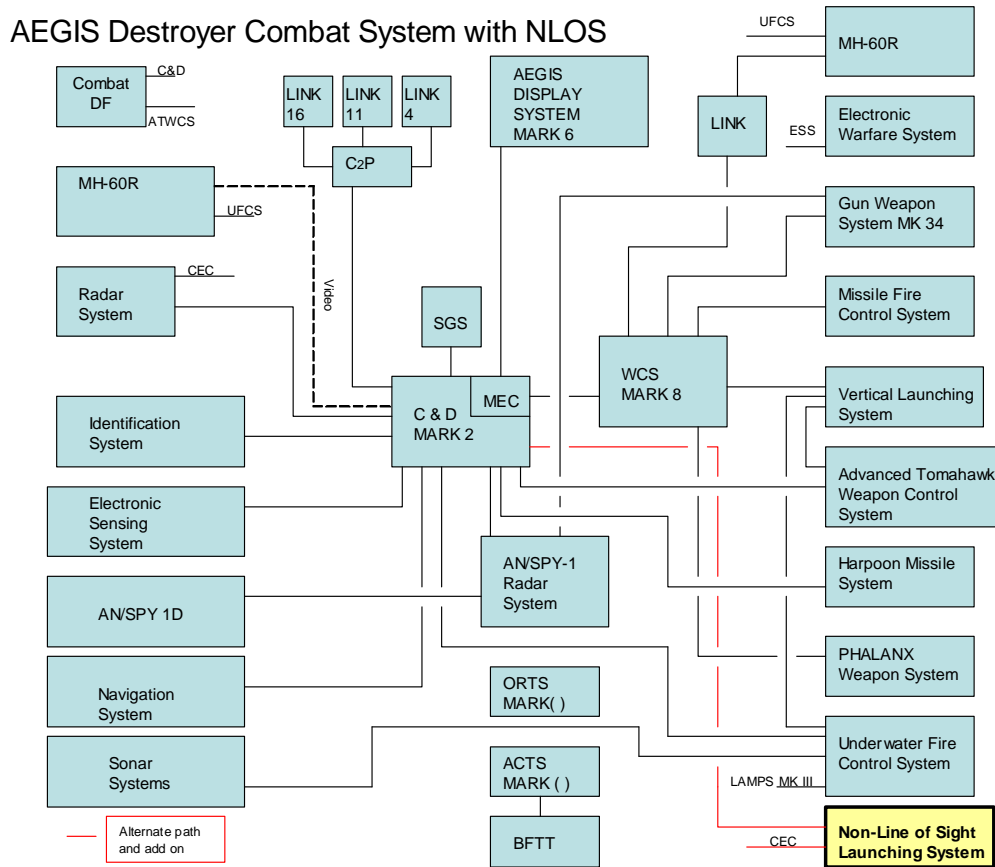 AEGIS Destroyer Combat System with NLOS
UFCS
MH-60R
Combat
DF
C&D
ATWCS
LINK
16
LINK
11
LINK
4
AEGIS
DISPLAY
SYSTEM
MARK 6
LINK
ESS
Electronic
Warfare System
C2P
MH-60R
UFCS
Gun Weapon
System MK 34
CEC
Radar
System
Video
SGS
Missile Fire
Control System
WCS
MARK 8
MEC
C & D
MARK 2
Vertical Launching
System
Identification
System
Advanced Tomahawk
Weapon Control
System
Electronic
Sensing
System
AN/SPY-1
Radar
System
Harpoon Missile
System
AN/SPY 1D
PHALANX
Weapon System
ORTS
MARK( )
Navigation
System
Underwater Fire
Control System
Sonar
Systems
ACTS
MARK ( )
LAMPS MK III
Alternate path
and add on
BFTT
CEC
Non-Line of Sight
Launching System